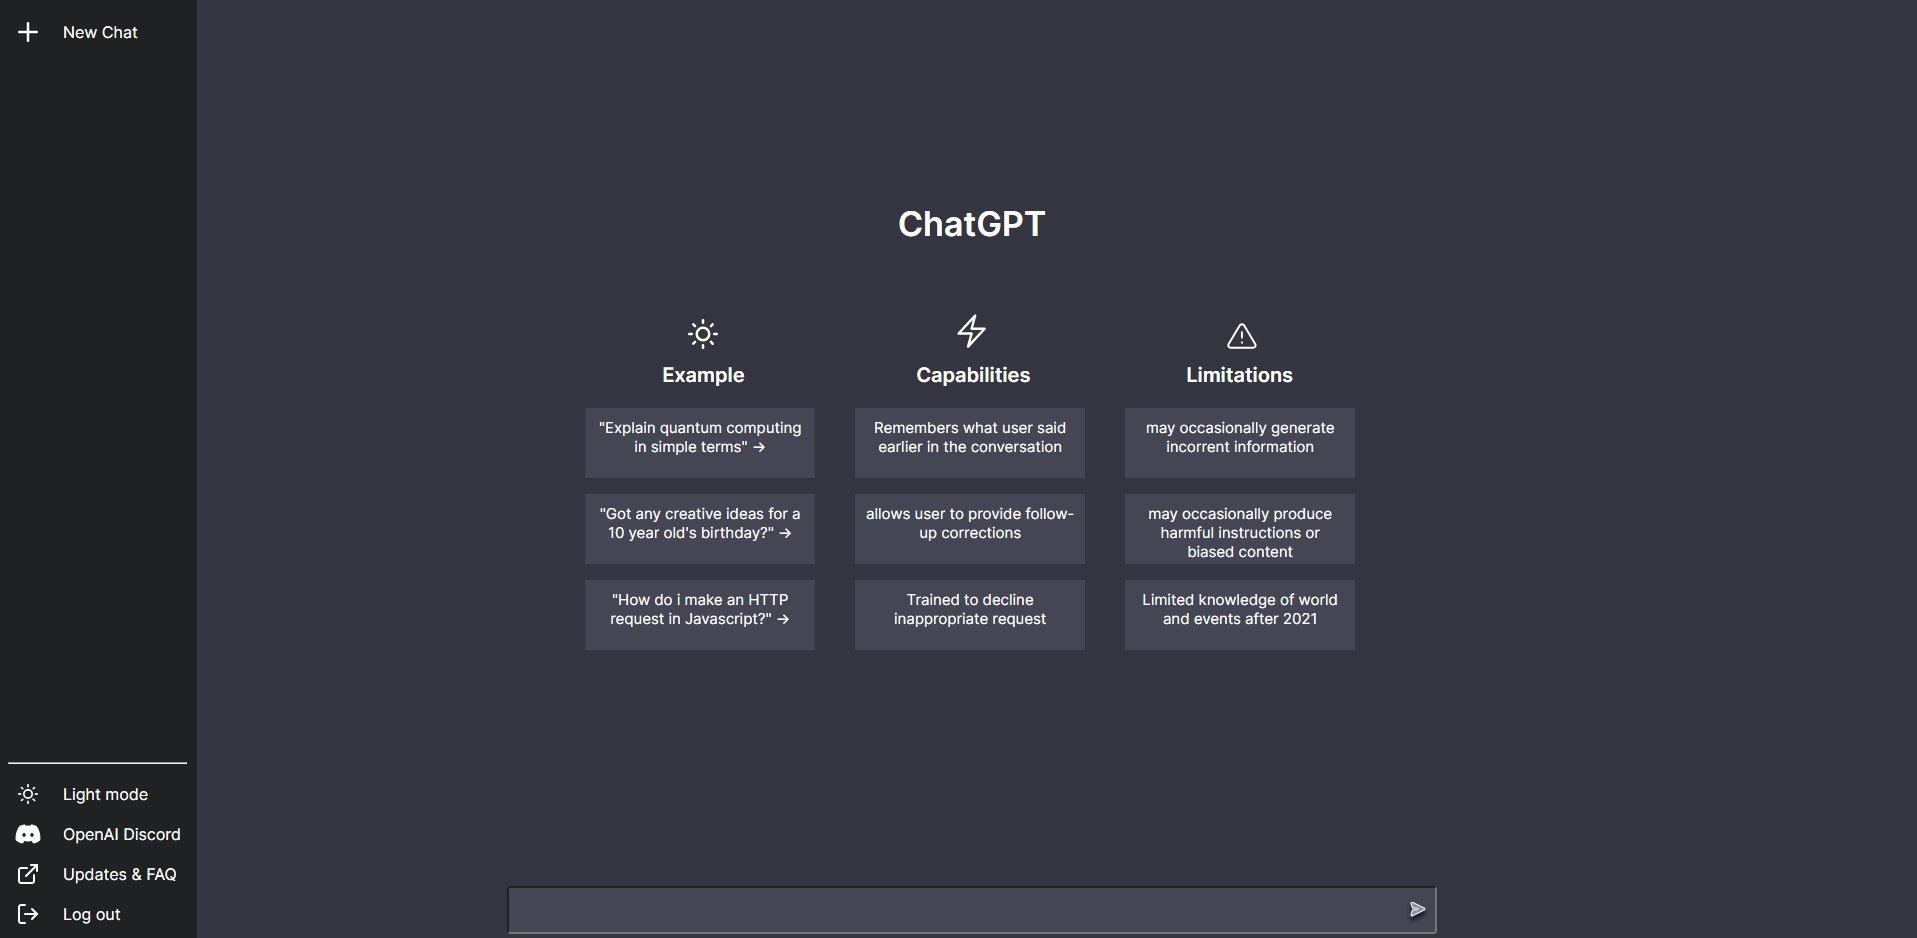 New Chat
ChatGPT
Example
"Explain quantum computing
in simple terms" →
"Got any creative ideas for a
10 year old's birthday?" →
"How do i make an HTTP
request in Javascript?" →
Capabilities
Remembers what user said
earlier in the conversation
allows user to provide follow-
up corrections
Trained to decline
inappropriate request
Limitations
may occasionally generate
incorrent information
may occasionally produce
harmful instructions or
biased content
Limited knowledge of world
and events after 2021
Light mode
OpenAI Discord
Updates & FAQ
Log out